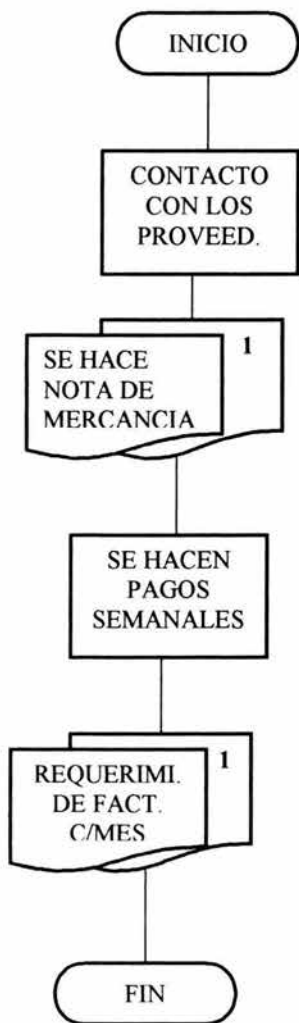 INICIO
CONTACTO
CON LOS
PROVEED.
1
SE HACE
NOTA DE
MERCANCIA
SE HACEN
PAGOS
SEMANALES
1
REQUERIMI.
DE FACT.
C/MES
FIN